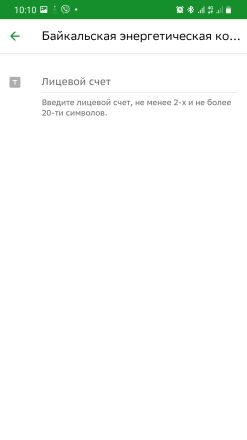 10:10
Байкальская энергетическая ко...
Лицевой счет
Введите лицевой счет, не менее 2-х и не более
20-ти символов.